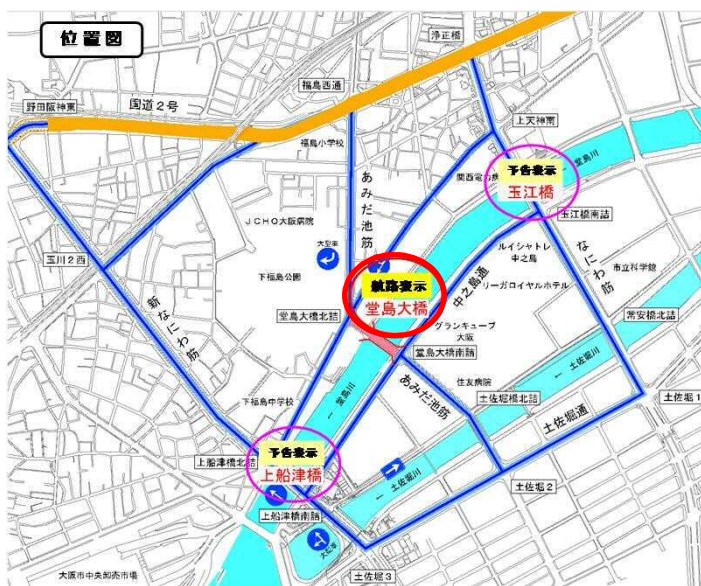 位置図
浄正橋
福島西通
野田阪神東
国道2号
上天神南
福島小学校
予告表示
玉江橋
堂島川
関西電力病
あみだ池筋
JCHO大阪病院
玉江橋南詰
大型車
ルイシャトレ
中之島
なにわ筋
市立科学館
玉川2西
下福島公園
航路表示
堂島大橋
中之島通
リーガロイヤルホテル
新なにわ筋
堂島大橋北詰
グランキューブ
大阪
常安橋北詰
堂島大橋南詰
土佐堀川
住友病院
あみだ池筋
土佐堀橋北詰
下福島中学校
堂島川
土佐堀通
土佐堀1
上船津橋北詰
予告表示
上船津橋
土佐堀川
土佐堀2
上船津橋南詰
大型車
大阪市中央卸売市場
土佐堀3